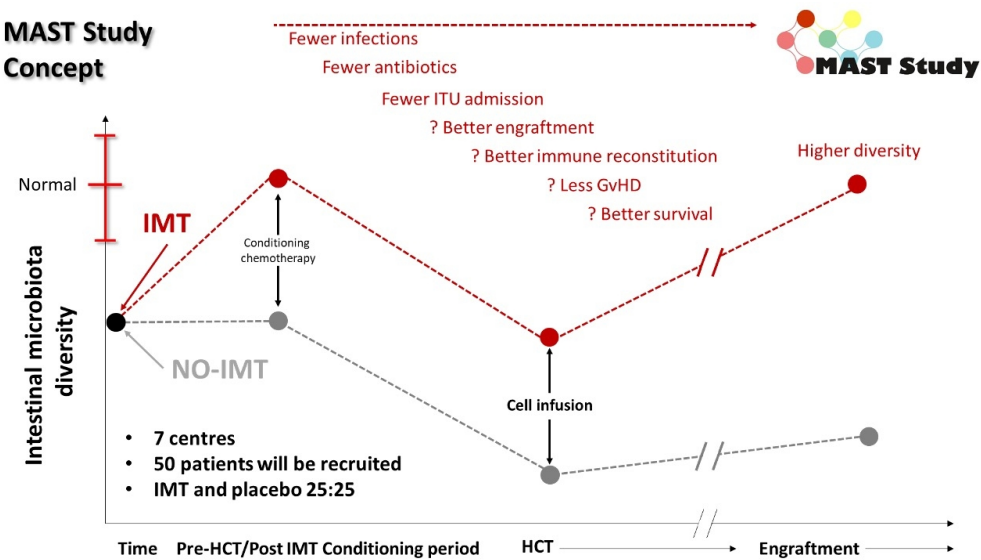 MAST Study
Concept
Fewer infections
Fewer antibiotics
Fewer ITU admission
? Better engraftment
? Better immune reconstitution
? Less GvHD
? Better survival
MAST Study
Higher diversity
Normal
IMT
Conditioning
chemotherapy
Intestinal microbiota
diversity
NO-IMT
Cell infusion
• 7 centres
• 50 patients will be recruited
• IMT and placebo 25:25
Time Pre-HCT/Post IMT Conditioning period HCT Engraftment